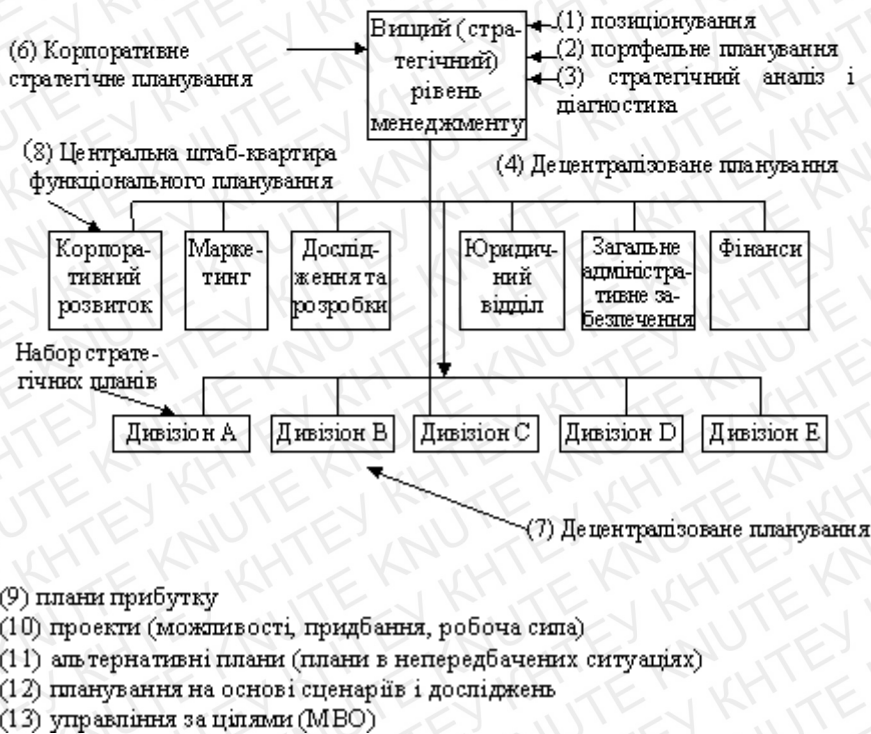 (6) Корпоративне
стратегічне планування
Вищий (стра-
тегічний)
рівень
менеджменту
(1) позиціонування
(2) портфельне планування
(3) стратегічний аналіз і
діагностика
(8) Центральна штаб-квартира
функціонального планування
(4) Децентралізоване планування
Корпора-
тивний
розвиток
Марке-
тинг
Дослід-
ження та
розробки
Юридич-
ний
відділ
Загальне
адміністра-
тивне за-
безпечення
Фінанси
Набор страте-
гічних планів
Дивізіон A
Дивізіон B
Дивізіон C
Дивізіон D
Дивізіон E
(7) Децентралізоване планування
(9) плани прибутку
(10) проекти (можливості, придбання, робоча сила)
(11) альтернативні плани (плани в непередбачених ситуаціях)
(12) планування на основі сценаріїв і досліджень
(13) управління за цілями (МВО)